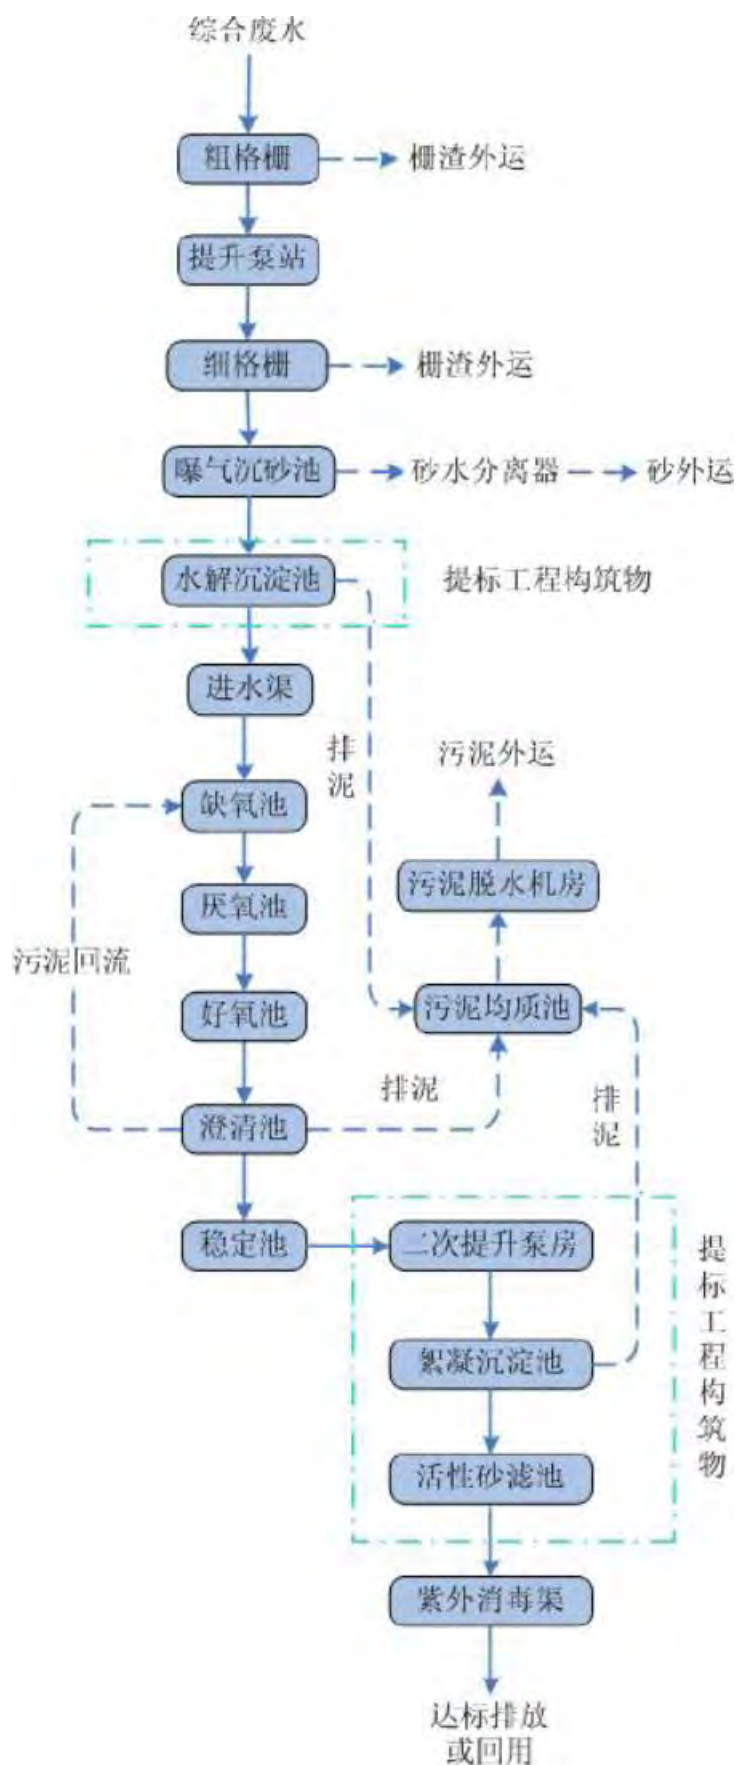 综合废水
粗格栅
栅渣外运
提升泵站
细格栅
栅渣外运
曝气沉砂池
砂水分离器
砂外运
水解沉淀池
提标工程构筑物
进水渠
排泥
污泥外运
缺氧池
污泥脱水机房
厌氧池
污泥回流
好氧池
污泥均质池
排泥
排泥
澄清池
稳定池
二次提升泵房
提标工程构筑物
絮凝沉淀池
活性砂滤池
紫外消毒渠
达标排放
或回用